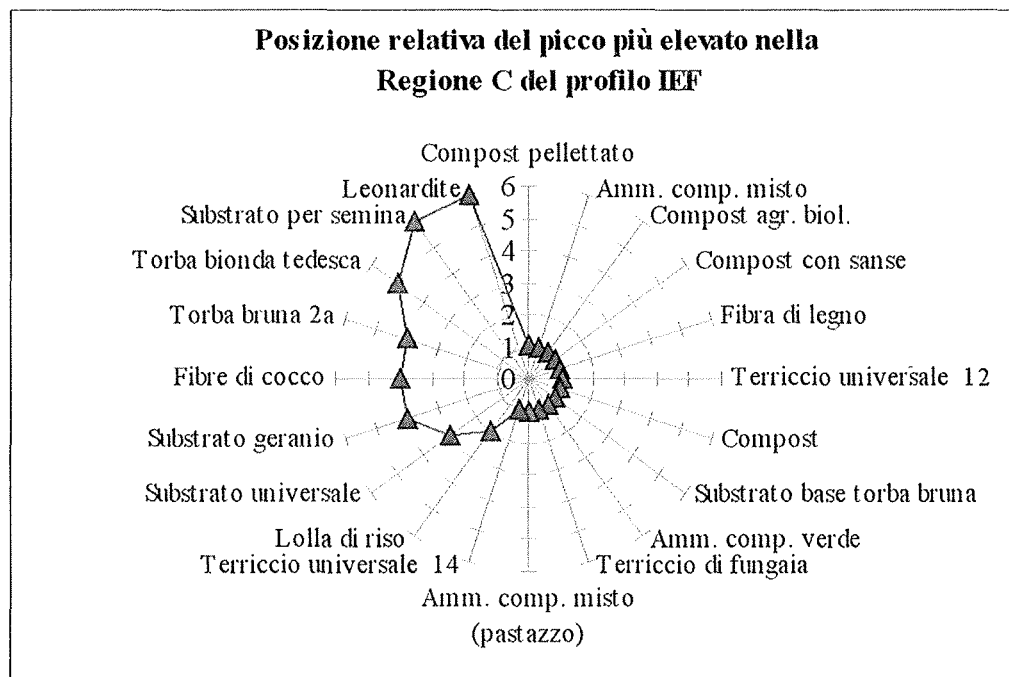 Posizione relativa del picco più elevato nella
Regione C del profilo IEF
Compost pellettato
Leonardite
6
Amm. comp. misto
Substrato per semina
5
Compost agr. biol.
4
Torba bionda tedesca
Compost con sanse
3
Torba bruna 2a
2
Fibra di legno
1
Fibre di cocco
0
Terriccio universale 12
Substrato geranio
Compost
Substrato universale
Substrato base torba bruna
Lolla di riso
Amm. comp. verde
Terriccio universale 14
Terriccio di fungaia
Amm. comp. misto
(pastazzo)